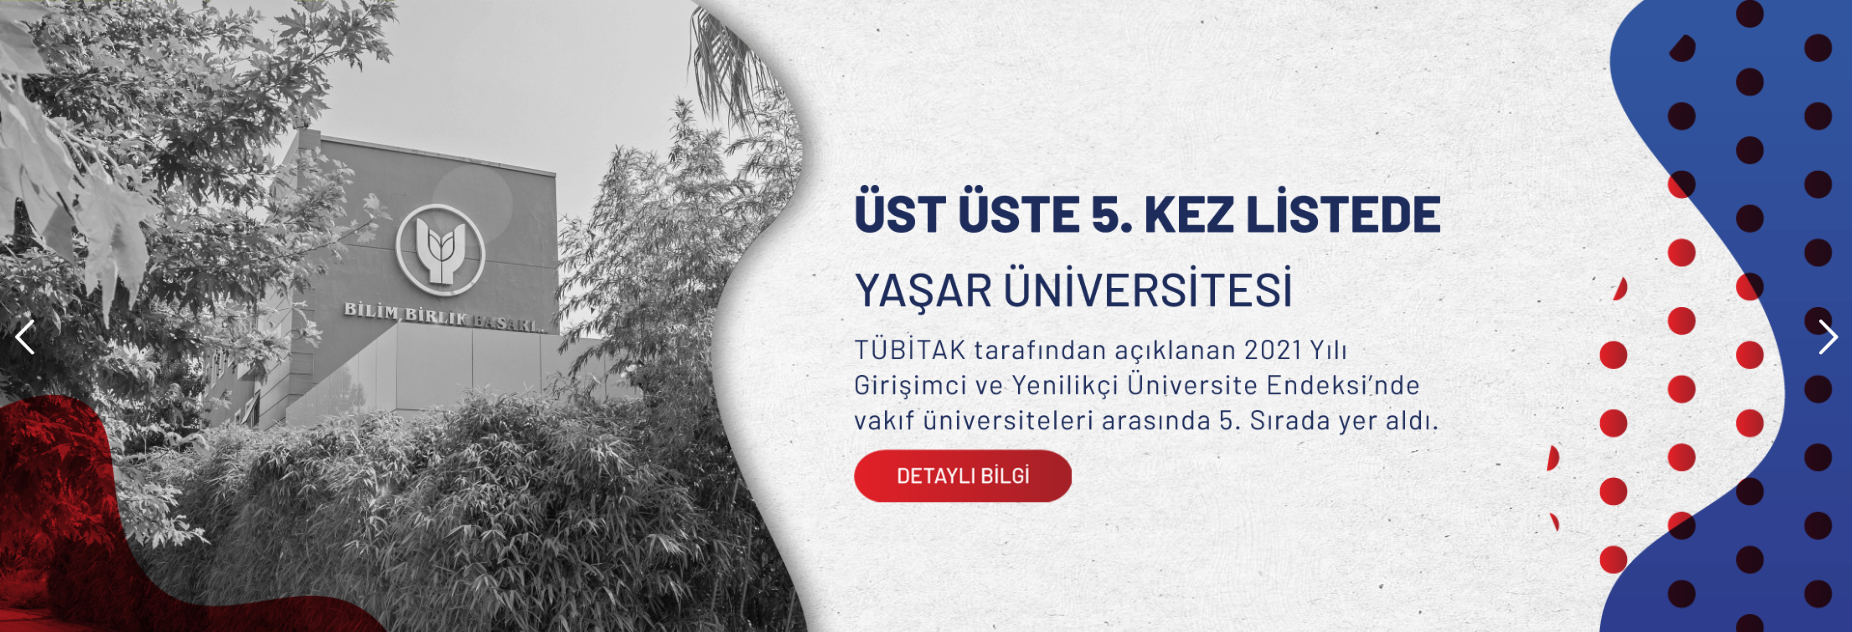 BİLİM BİRLİK BAŞARI..
ÜST ÜSTE 5. KEZ LİSTEDE
YAŞAR ÜNİVERSİTESİ
TÜBİTAK tarafından açıklanan 2021 Yılı
Girişimci ve Yenilikçi Üniversite Endeksi’nde
vakıf üniversiteleri arasında 5. Sırada yer aldı.
DETAYLI BİLGİ